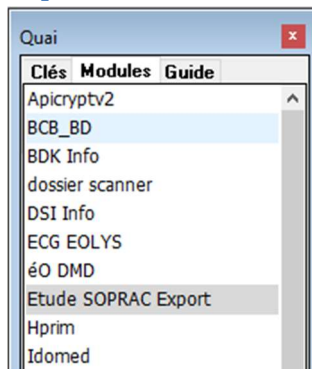 Quai
Clés Modules Guide
Apicryptv2
BCB_BD
BDK Info
dossier scanner
DSI Info
ECG EOLYS
éO DMD
Etude SOPRAC Export
Hprim
Idomed